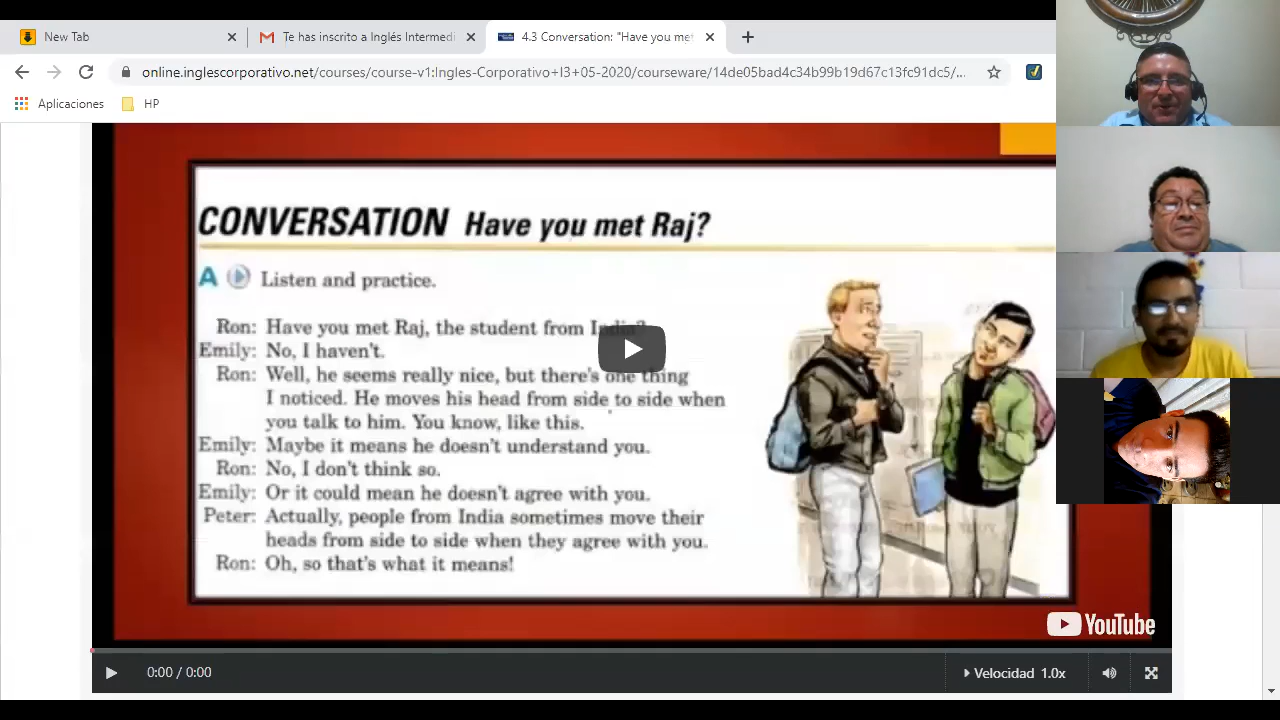 New Tab
Te has inscrito a Inglés Intermedi
4.3 Conversation: "Have you met
online.inglescorporativo.net/courses/course-v1:Ingles-Corporativo+I3+05-2020/courseware/14de05bad4c34b99b19d67c18c91dc5/...
Aplicaciones
HP
CONVERSATION Have you met Raj?
A Listen and practice.
Ron: Have you met Raj, the student from India?
Emily: No, I haven't.
Ron: Well, he seems really nice, but there's one thing
I noticed. He moves his head from side to side when
you talk to him. You know, like this.
Emily: Maybe it means he doesn't understand you.
Ron: No, I don't think so.
Emily: Or it could mean he doesn't agree with you.
Peter: Actually, people from India sometimes move their
heads from side to side when they agree with you.
Ron: Oh, so that's what it means!
YouTube
0:00 / 0:00
Velocidad 1.0x